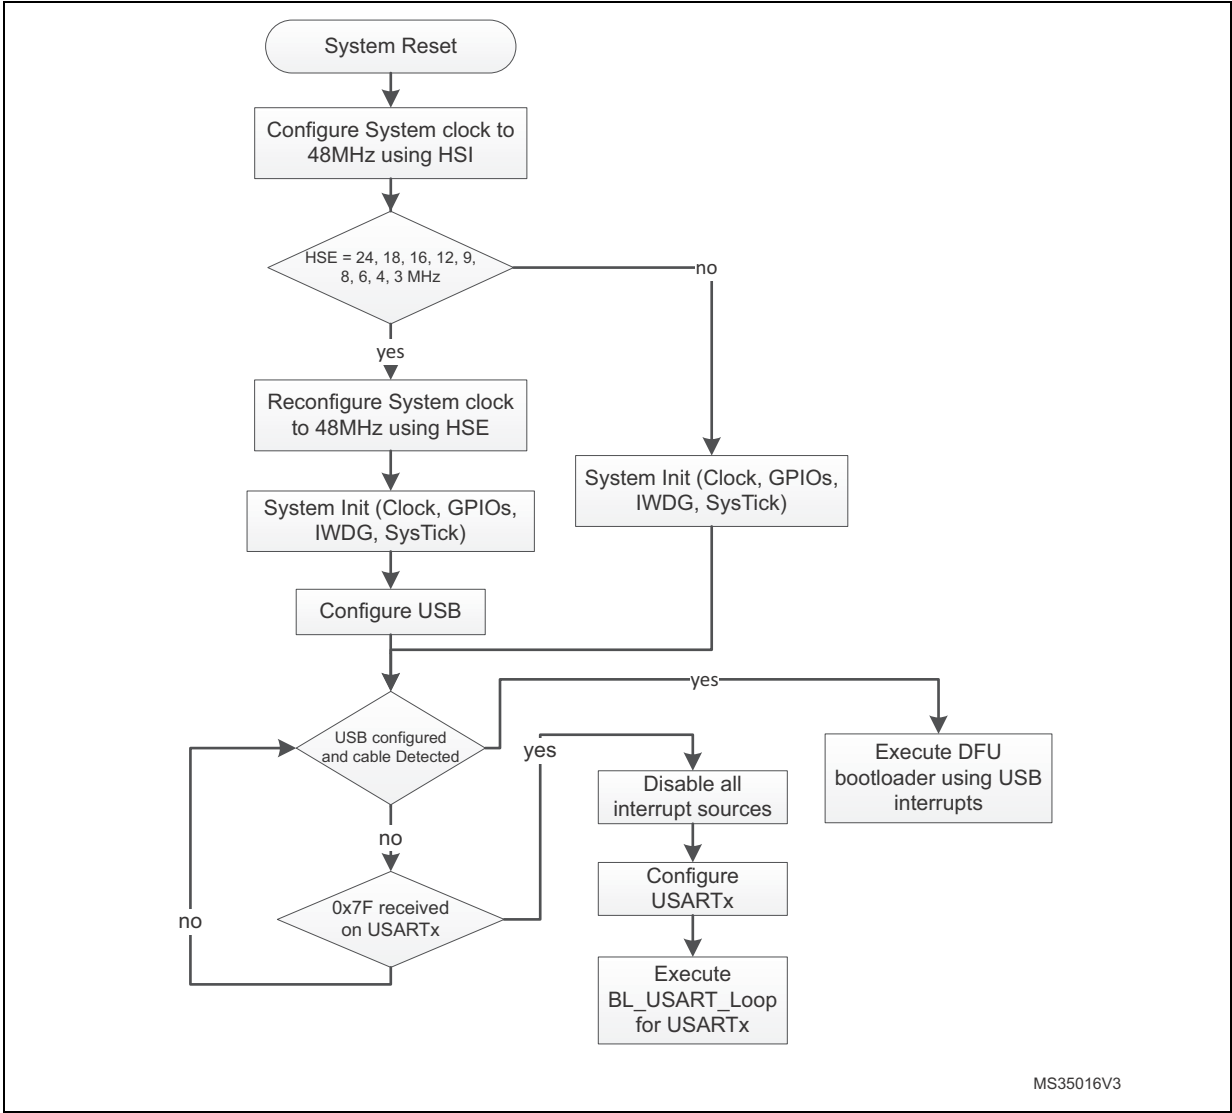 System Reset
Configure System clock to
48MHz using HSI
HSE = 24, 18, 16, 12, 9,
8, 6, 4, 3 MHz
no
yes
Reconfigure System clock
to 48MHz using HSE
System Init (Clock, GPIOs,
IWDG, SysTick)
System Init (Clock, GPIOs,
IWDG, SysTick)
Configure USB
yes
USB configured
and cable Detected
yes
Execute DFU
bootloader using USB
interrupts
Disable all
interrupt sources
no
Configure
USARTx
0x7F received
on USARTx
no
Execute
BL_USART_Loop
for USARTx
MS35016V3